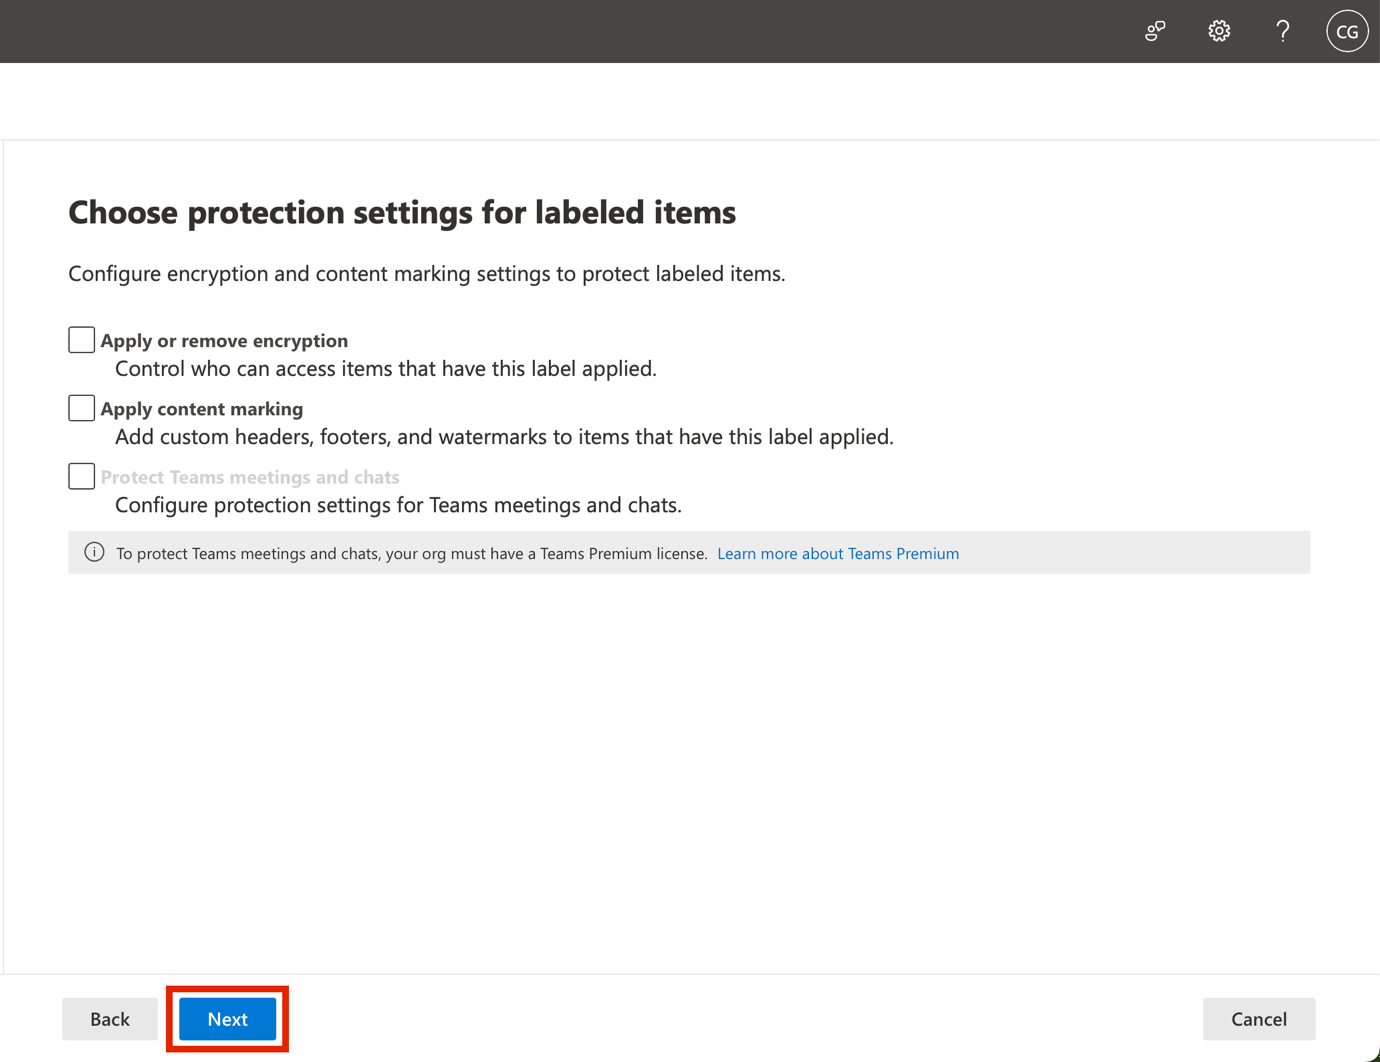 CG
Choose protection settings for labeled items
Configure encryption and content marking settings to protect labeled items.
Apply or remove encryption
Control who can access items that have this label applied.
Apply content marking
Add custom headers, footers, and watermarks to items that have this label applied.
Protect Teams meetings and chats
Configure protection settings for Teams meetings and chats.
To protect Teams meetings and chats, your org must have a Teams Premium license. Learn more about Teams Premium
Back Next Cancel